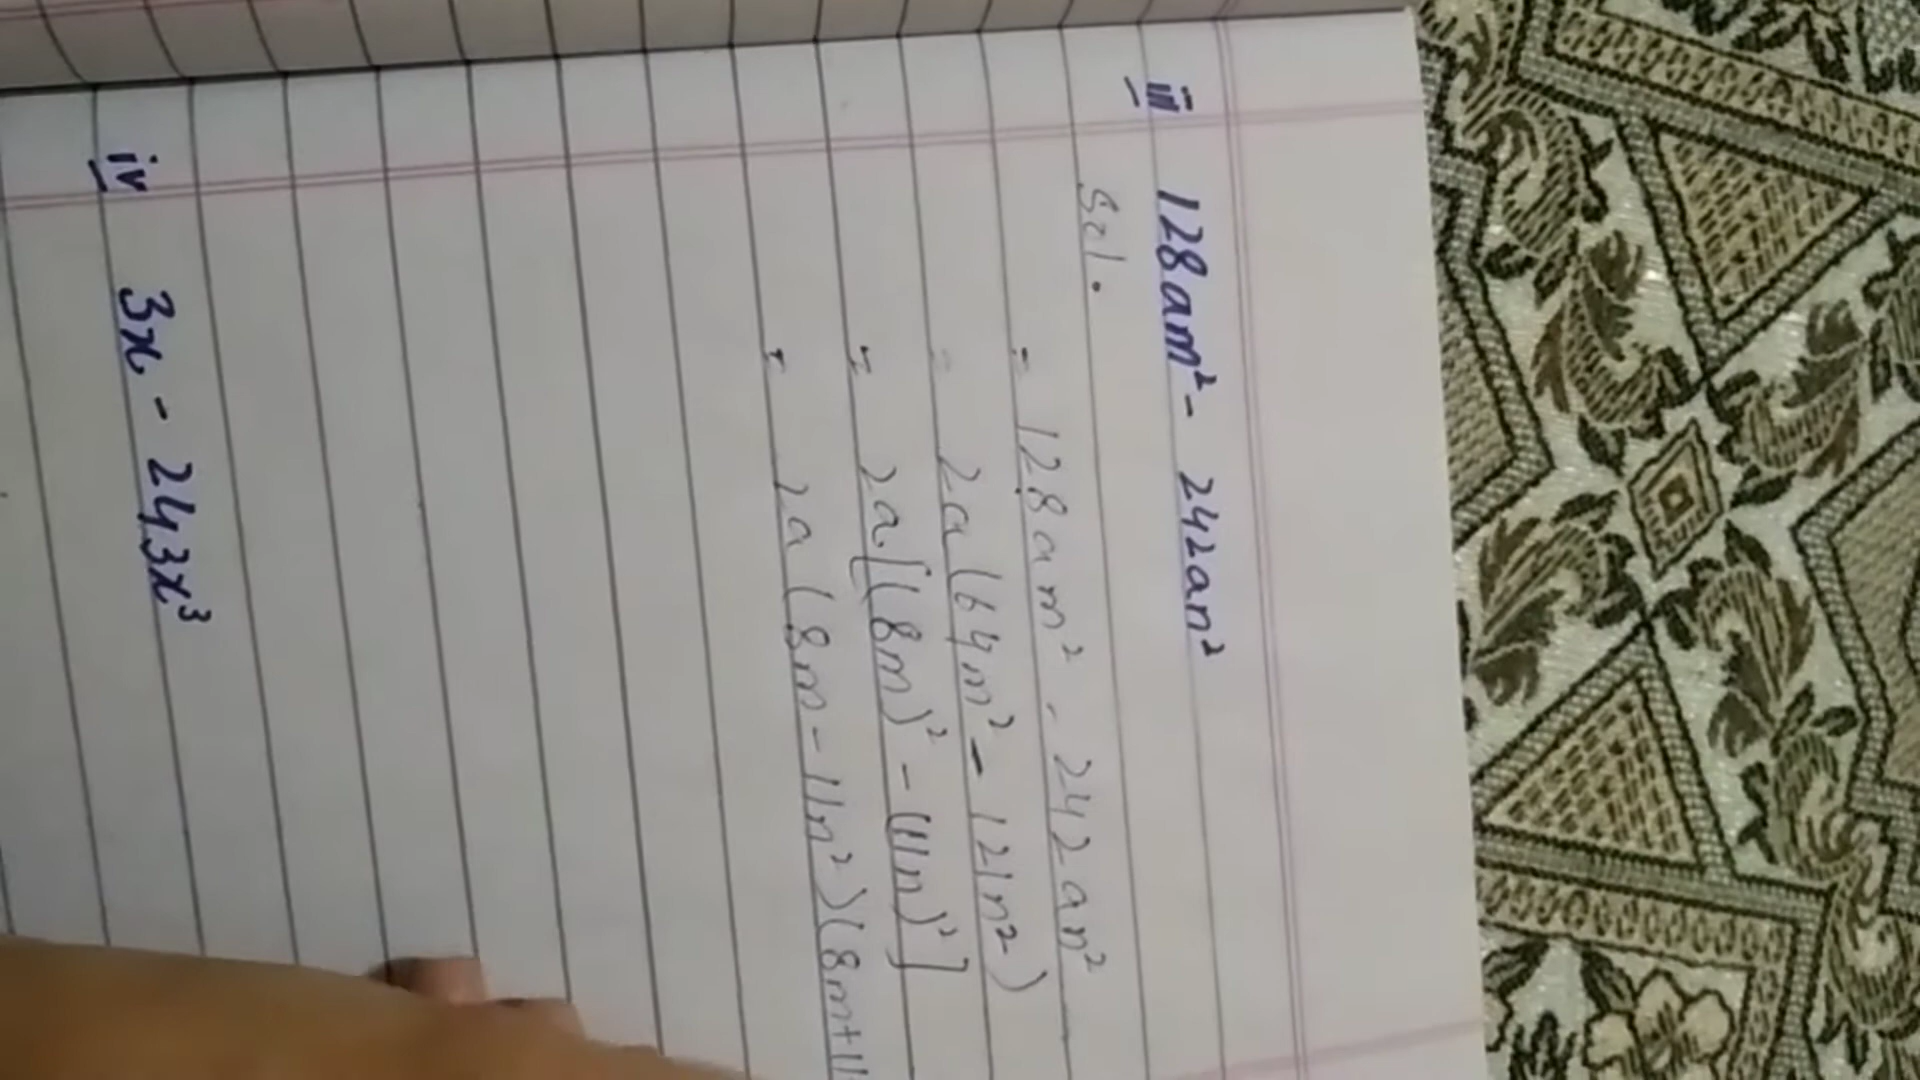 iii 128am² - 242an²
Sol.
= 128am² - 242an²
= 2a(64m² - 121n²)
= 2a[(8m)² - (11n)²]
= 2a(8m - 11n²)(8m+11
iv 3x - 243x³